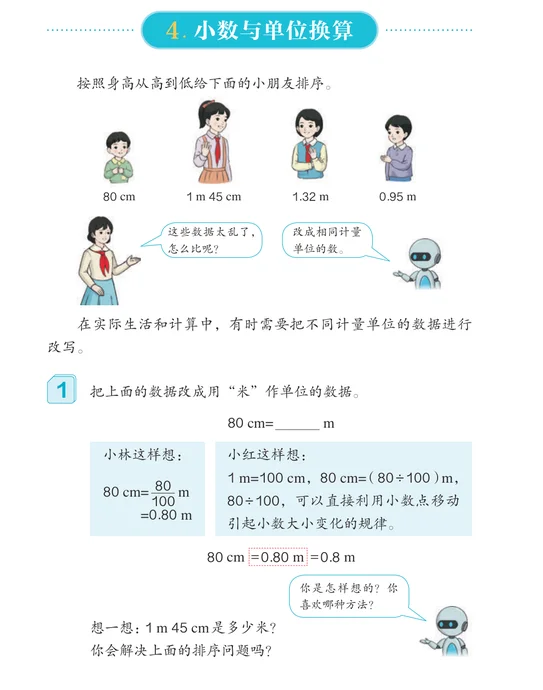 4. 小数与单位换算
按照身高从高到低给下面的小朋友排序。
80 cm 1 m 45 cm 1.32 m 0.95 m
这些数据太乱了，
怎么比呢？
改成相同计量
单位的数。
在实际生活和计算中，有时需要把不同计量单位的数据进行
改写。
1 把上面的数据改成用“米”作单位的数据。
80 cm=______ m
小林这样想：
80 cm=80/100 m
=0.80 m
小红这样想：
1 m=100 cm，80 cm=（80÷100）m，
80÷100，可以直接利用小数点移动
引起小数大小变化的规律。
80 cm =0.80 m =0.8 m
你是怎样想的？你
喜欢哪种方法？
想一想：1 m 45 cm是多少米？
你会解决上面的排序问题吗？